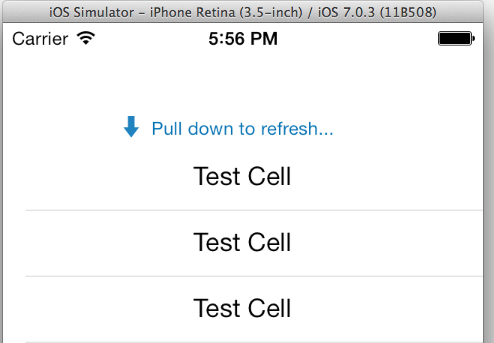 iOS Simulator – iPhone Retina (3.5-inch) / iOS 7.0.3 (11B508)
Carrier 5:56 PM
Pull down to refresh...
Test Cell
Test Cell
Test Cell